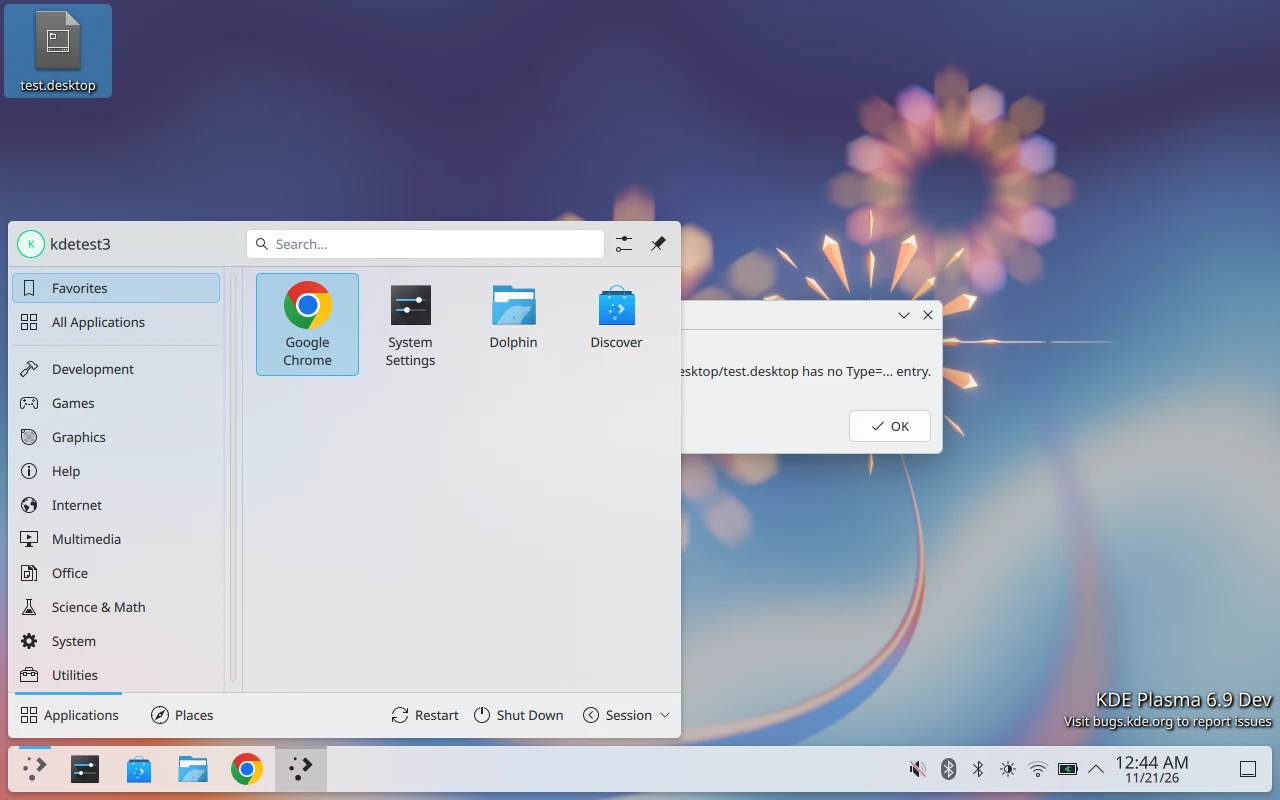 test.desktop
K
kdetest3
Search...
Favorites
All Applications
Development
Games
Graphics
Help
Internet
Multimedia
Office
Science & Math
System
Utilities
Google
Chrome
System
Settings
Dolphin
Discover
esktop/test.desktop has no Type=... entry.
OK
Applications
Places
Restart
Shut Down
Session
KDE Plasma 6.9 Dev
Visit bugs.kde.org to report issues
12:44 AM
11/21/26